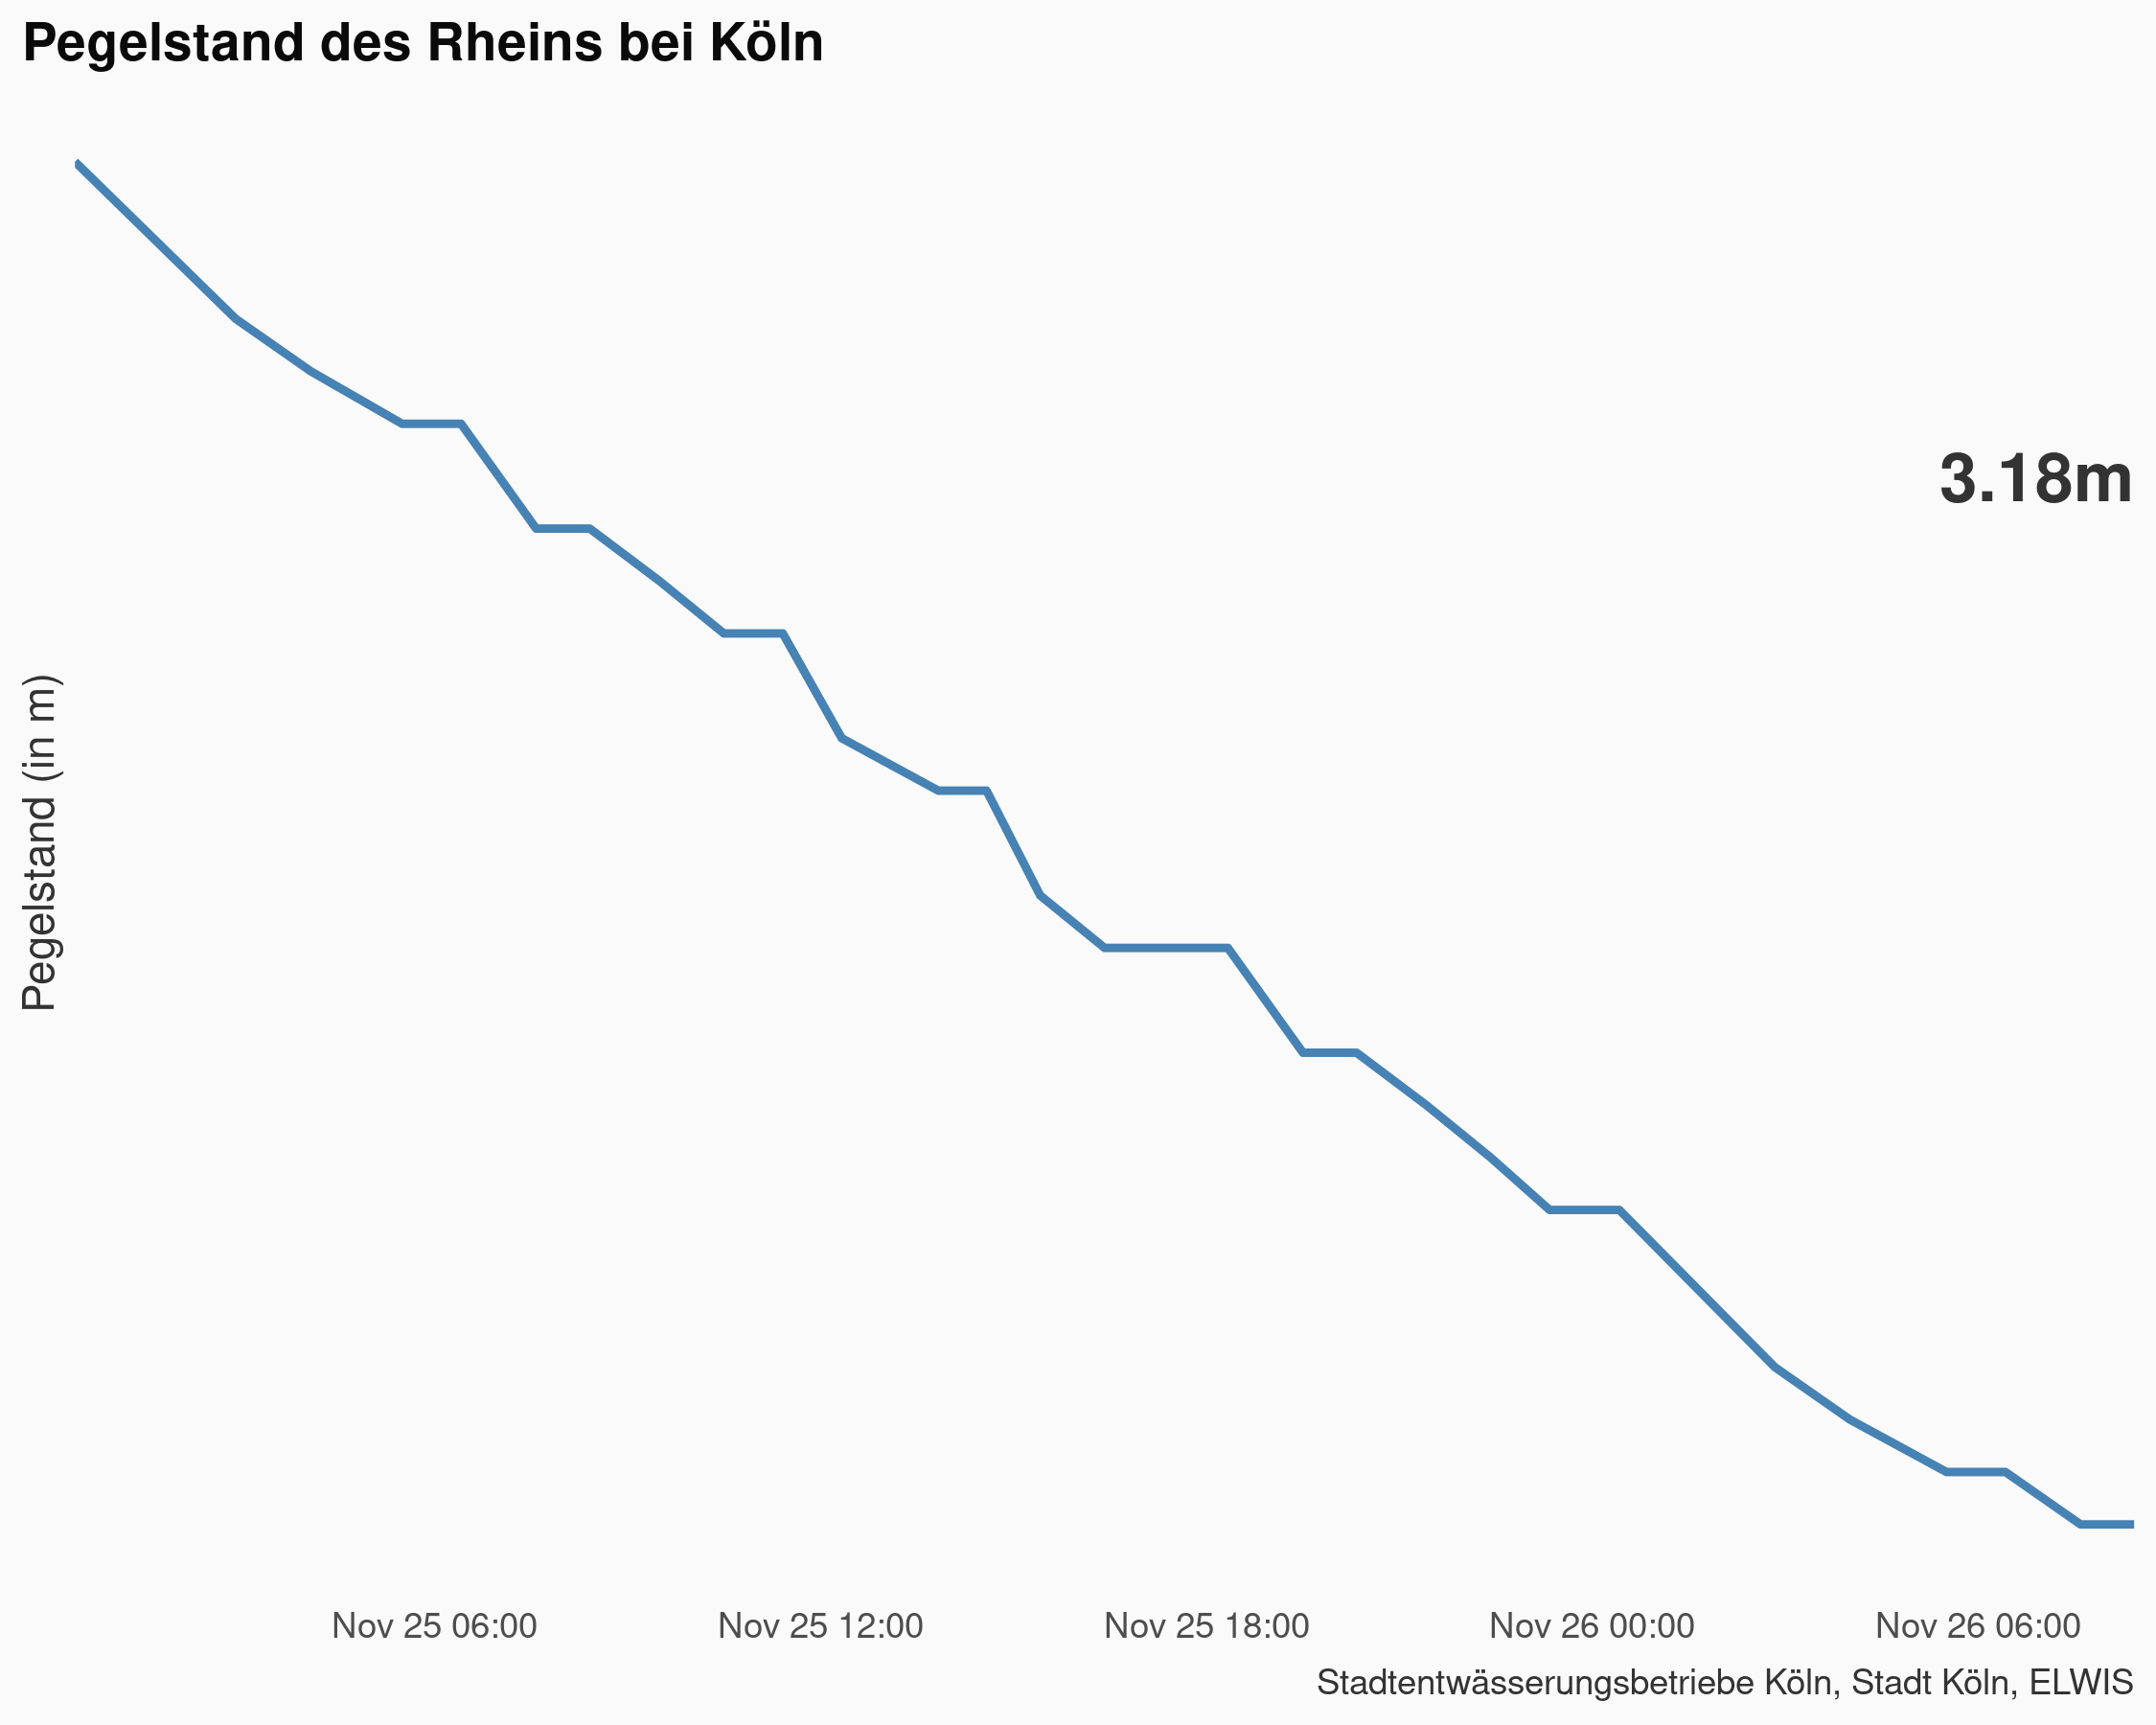 Pegelstand des Rheins bei Köln
3.18m
Pegelstand (in m)
Nov 25 06:00 Nov 25 12:00 Nov 25 18:00 Nov 26 00:00 Nov 26 06:00
Stadtentwässerungsbetriebe Köln, Stadt Köln, ELWIS